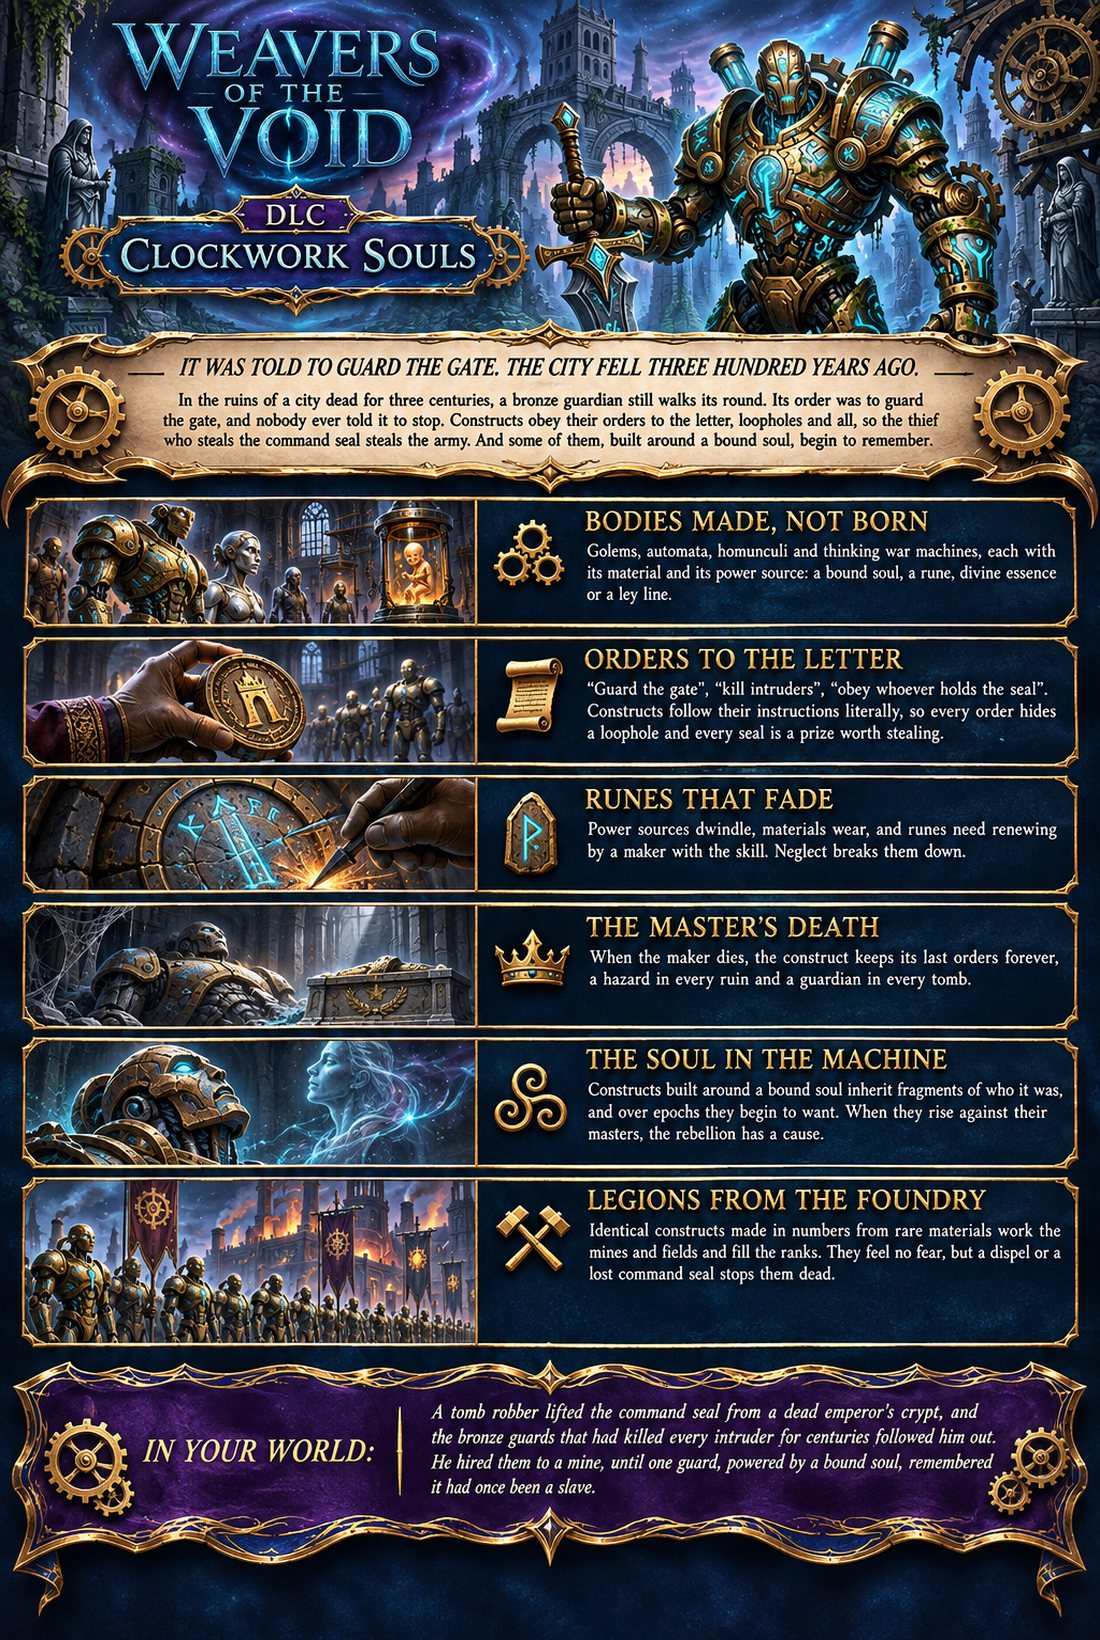 WEAVERS
OF THE
VOID
DLC
CLOCKWORK SOULS
IT WAS TOLD TO GUARD THE GATE. THE CITY FELL THREE HUNDRED YEARS AGO.
In the ruins of a city dead for three centuries, a bronze guardian still walks its round. Its order was to guard
the gate, and nobody ever told it to stop. Constructs obey their orders to the letter, loopholes and all, so the thief
who steals the command seal steals the army. And some of them, built around a bound soul, begin to remember.
BODIES MADE, NOT BORN
Golems, automata, homunculi and thinking war machines, each with
its material and its power source: a bound soul, a rune, divine essence
or a ley line.
ORDERS TO THE LETTER
“Guard the gate”, “kill intruders”, “obey whoever holds the seal”.
Constructs follow their instructions literally, so every order hides
a loophole and every seal is a prize worth stealing.
RUNES THAT FADE
Power sources dwindle, materials wear, and runes need renewing
by a maker with the skill. Neglect breaks them down.
THE MASTER’S DEATH
When the maker dies, the construct keeps its last orders forever,
a hazard in every ruin and a guardian in every tomb.
THE SOUL IN THE MACHINE
Constructs built around a bound soul inherit fragments of who it was,
and over epochs they begin to want. When they rise against their
masters, the rebellion has a cause.
LEGIONS FROM THE FOUNDRY
Identical constructs made in numbers from rare materials work the
mines and fields and fill the ranks. They feel no fear, but a dispel or a
lost command seal stops them dead.
IN YOUR WORLD:
A tomb robber lifted the command seal from a dead emperor’s crypt, and
the bronze guards that had killed every intruder for centuries followed him out.
He hired them to a mine, until one guard, powered by a bound soul, remembered
it had once been a slave.